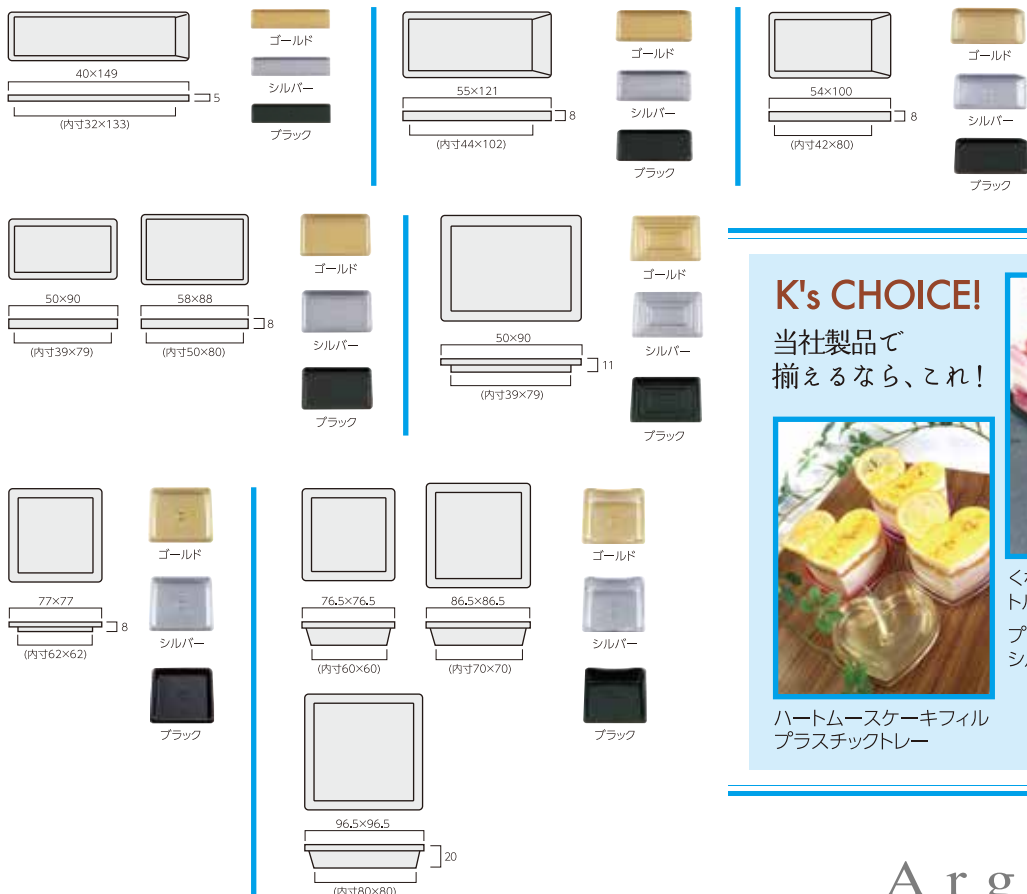 40×149
5
(内寸32×133)
ゴールド
シルバー
ブラック
55×121
8
(内寸44×102)
ゴールド
シルバー
ブラック
54×100
8
(内寸42×80)
ゴールド
シルバー
ブラック
50×90
(内寸39×79)
58×88
8
(内寸50×80)
ゴールド
シルバー
ブラック
50×90
11
(内寸39×79)
ゴールド
シルバー
ブラック
K's CHOICE!
当社製品で
揃えるなら、これ!
ハートムースケーキフィル
プラスチックトレー
77×77
8
(内寸62×62)
ゴールド
シルバー
ブラック
76.5×76.5
(内寸60×60)
86.5×86.5
(内寸70×70)
96.5×96.5
20
(内寸80×80)
ゴールド
シルバー
ブラック
Arg